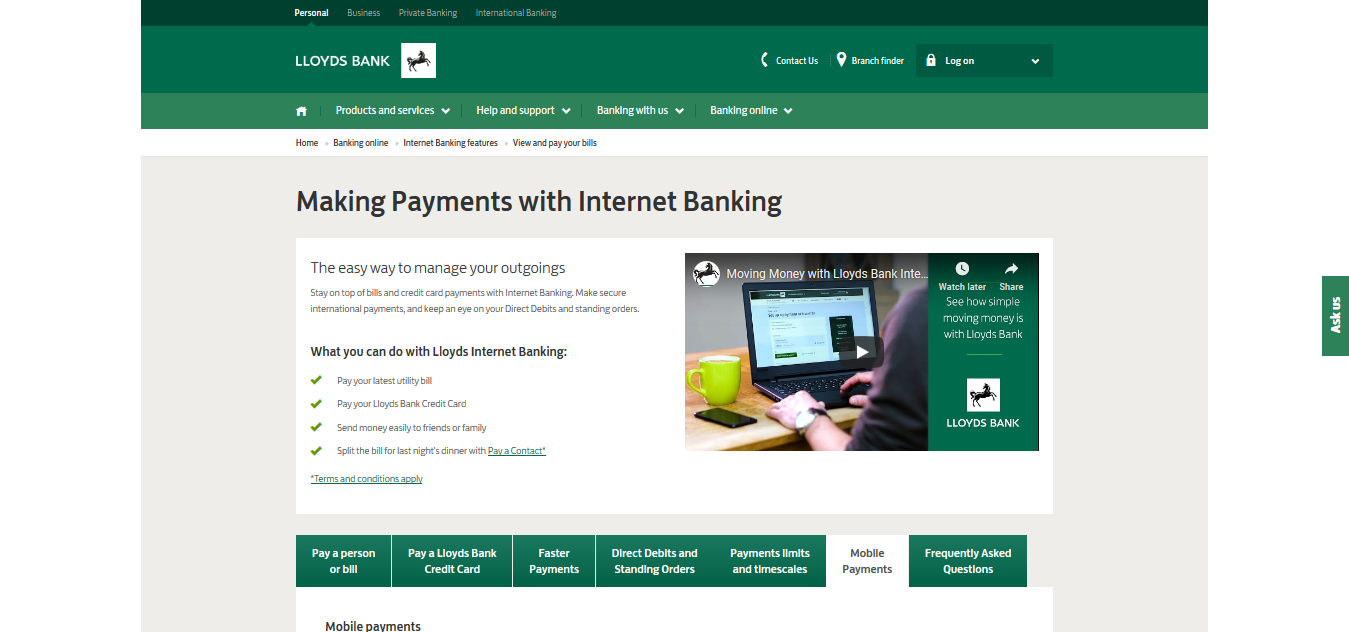 Personal Business Private Banking International Banking
LLOYDS BANK
Contact Us Branch finder Log on
Products and services Help and support Banking with us Banking online
Home Banking online Internet Banking features View and pay your bills
Making Payments with Internet Banking
The easy way to manage your outgoings
Stay on top of bills and credit card payments with Internet Banking. Make secure
international payments, and keep an eye on your Direct Debits and standing orders.
What you can do with Lloyds Internet Banking:
Pay your latest utility bill
Pay your Lloyds Bank Credit Card
Send money easily to friends or family
Split the bill for last night's dinner with Pay a Contact*
*Terms and conditions apply
Moving Money with Lloyds Bank Inte...
Watch later Share
See how simple
moving money is
with Lloyds Bank
LLOYDS BANK
Ask us
Pay a person
or bill
Pay a Lloyds Bank
Credit Card
Faster
Payments
Direct Debits and
Standing Orders
Payments limits
and timescales
Mobile
Payments
Frequently Asked
Questions
Mobile payments